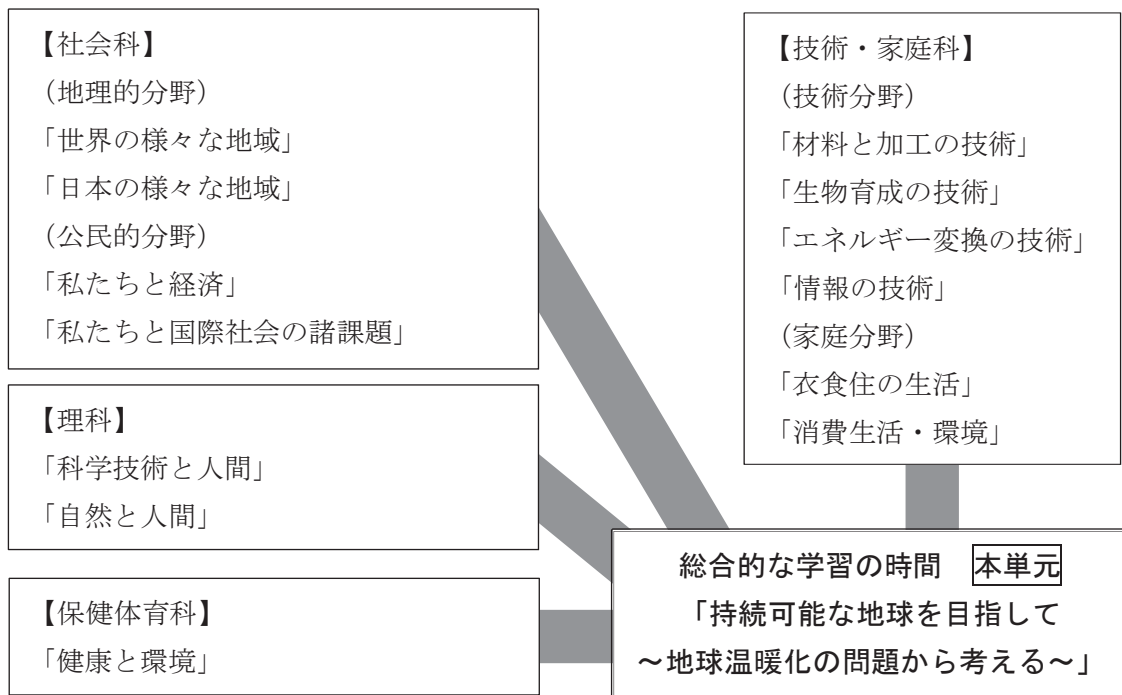 【社会科】
（地理的分野）
「世界の様々な地域」
「日本の様々な地域」
（公民的分野）
「私たちと経済」
「私たちと国際社会の諸課題」
【理科】
「科学技術と人間」
「自然と人間」
【保健体育科】
「健康と環境」
【技術・家庭科】
（技術分野）
「材料と加工の技術」
「生物育成の技術」
「エネルギー変換の技術」
「情報の技術」
（家庭分野）
「衣食住の生活」
「消費生活・環境」
総合的な学習の時間　本単元
「持続可能な地球を目指して
～地球温暖化の問題から考える～」